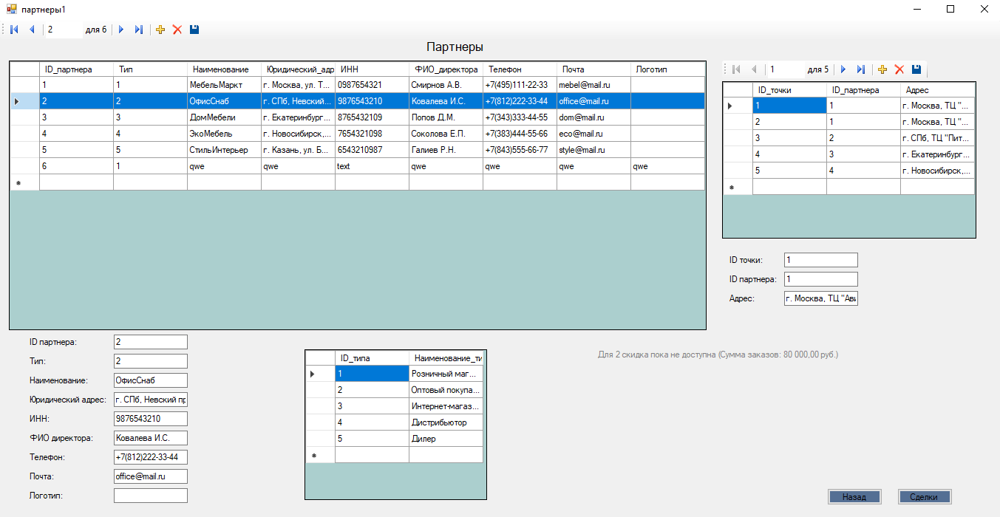 партнеры1
2 для 6
Партнеры
ID_партнера Тип Наименование Юридический_адр ИНН ФИО_директора Телефон Почта Логотип
1 1 МебельМаркт г. Москва, ул. Т... 0987654321 Смирнов А.В. +7(495)111-22-33 mebel@mail.ru
2 2 ОфисСнаб г. СПб, Невский... 9876543210 Ковалева И.С. +7(812)222-33-44 office@mail.ru
3 3 ДомМебели г. Екатеринбург... 8765432109 Попов Д.М. +7(343)333-44-55 dom@mail.ru
4 4 ЭкоМебель г. Новосибирск,... 7654321098 Соколова Е.П. +7(383)444-55-66 eco@mail.ru
5 5 СтильИнтерьер г. Казань, ул. Б... 6543210987 Галиев Р.Н. +7(843)555-66-77 style@mail.ru
6 1 qwe qwe text qwe qwe qwe qwe
1 для 5
ID_точки ID_партнера Адрес
1 1 г. Москва, ТЦ "...
2 1 г. Москва, ТЦ "...
3 2 г. СПб, ТЦ "Пит...
4 3 г. Екатеринбург...
5 4 г. Новосибирск,...
ID точки: 1
ID партнера: 1
Адрес: г. Москва, ТЦ "Ави
ID партнера: 2
Тип: 2
Наименование: ОфисСнаб
Юридический адрес: г. СПб, Невский пр
ИНН: 9876543210
ФИО директора: Ковалева И.С.
Телефон: +7(812)222-33-44
Почта: office@mail.ru
Логотип:
ID_типа Наименование_ти
1 Розничный маг...
2 Оптовый покупа...
3 Интернет-магаз...
4 Дистрибьютор
5 Дилер
Для 2 скидка пока не доступна (Сумма заказов: 80 000,00 руб.)
Назад Сделки